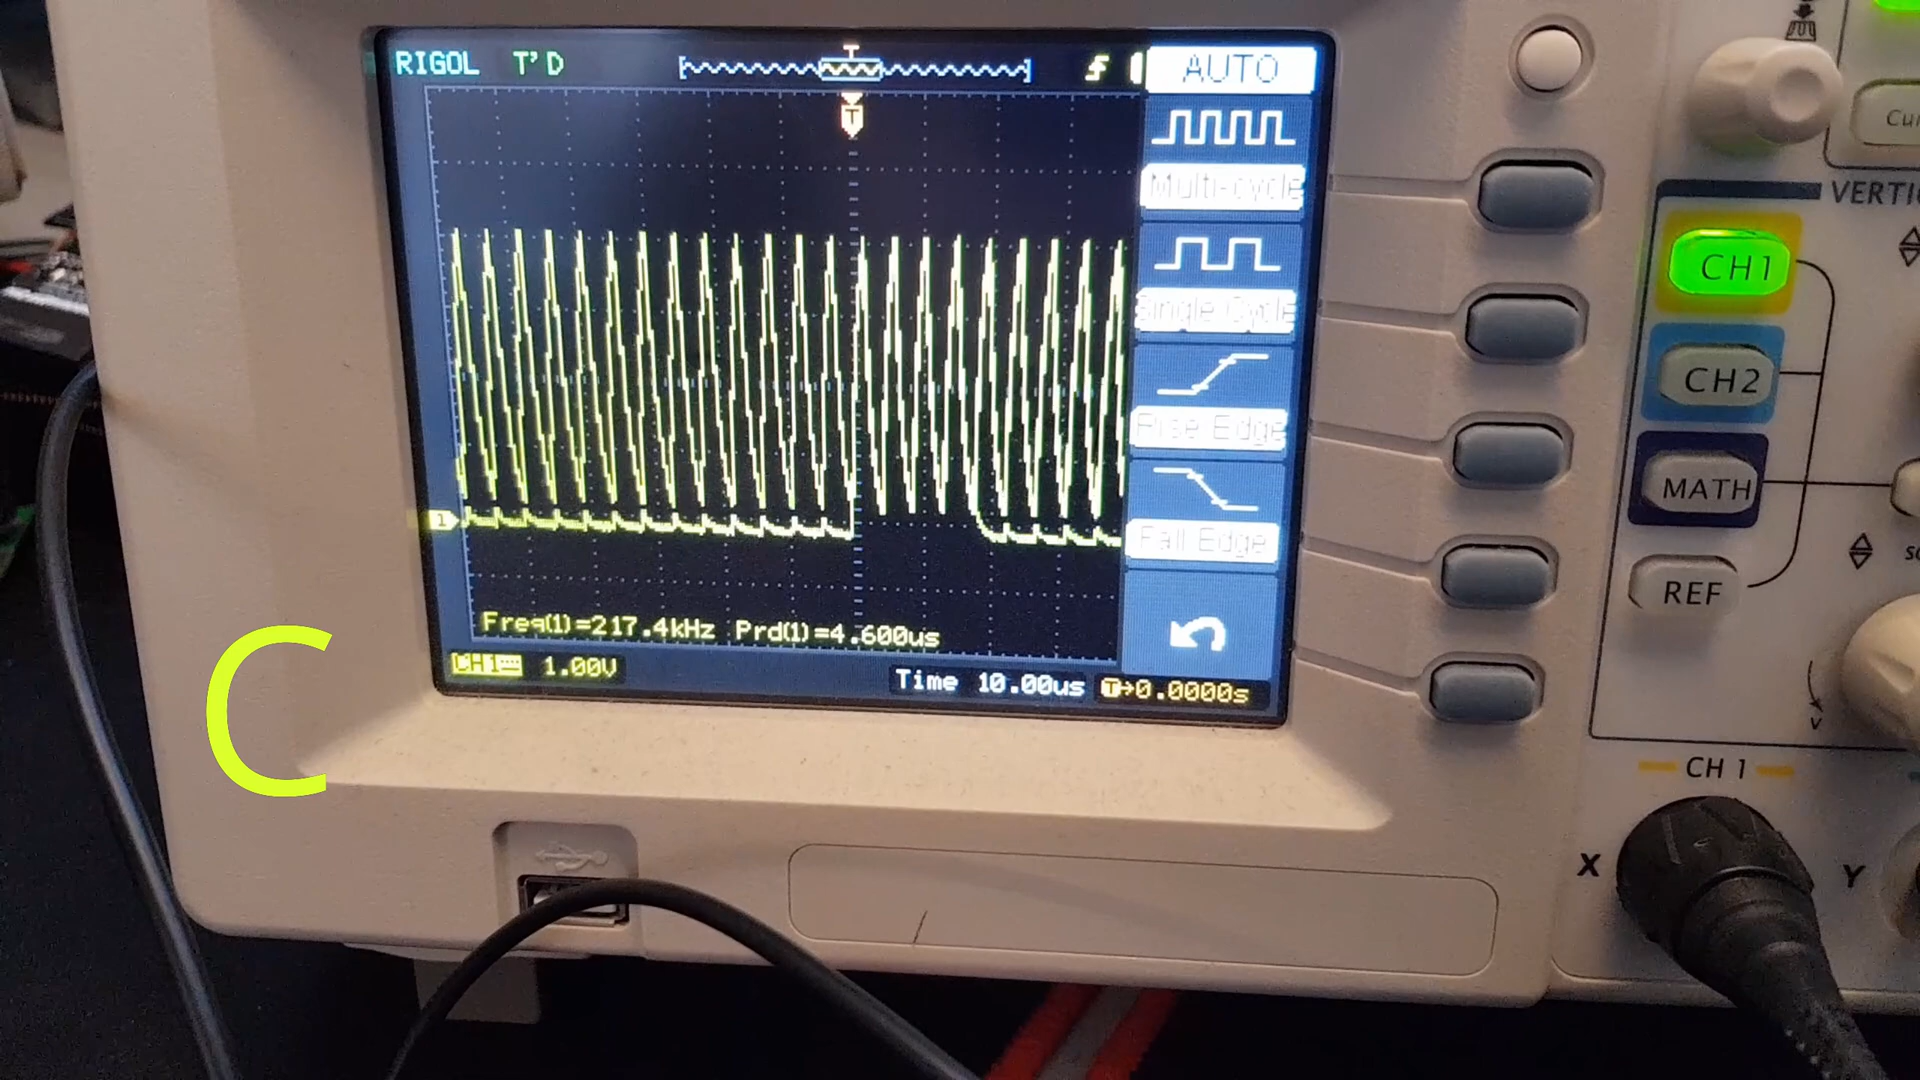 RIGOL T'D
AUTO
T
T
Multi-cycle
Single Cycle
Rise Edge
Fall Edge
1
Freq(1)=217.4kHz Prd(1)=4.600us
CH1 1.00V
Time 10.00us T→0.0000s
C
VERTI
CH1
CH2
MATH
REF
CH 1
X
Y